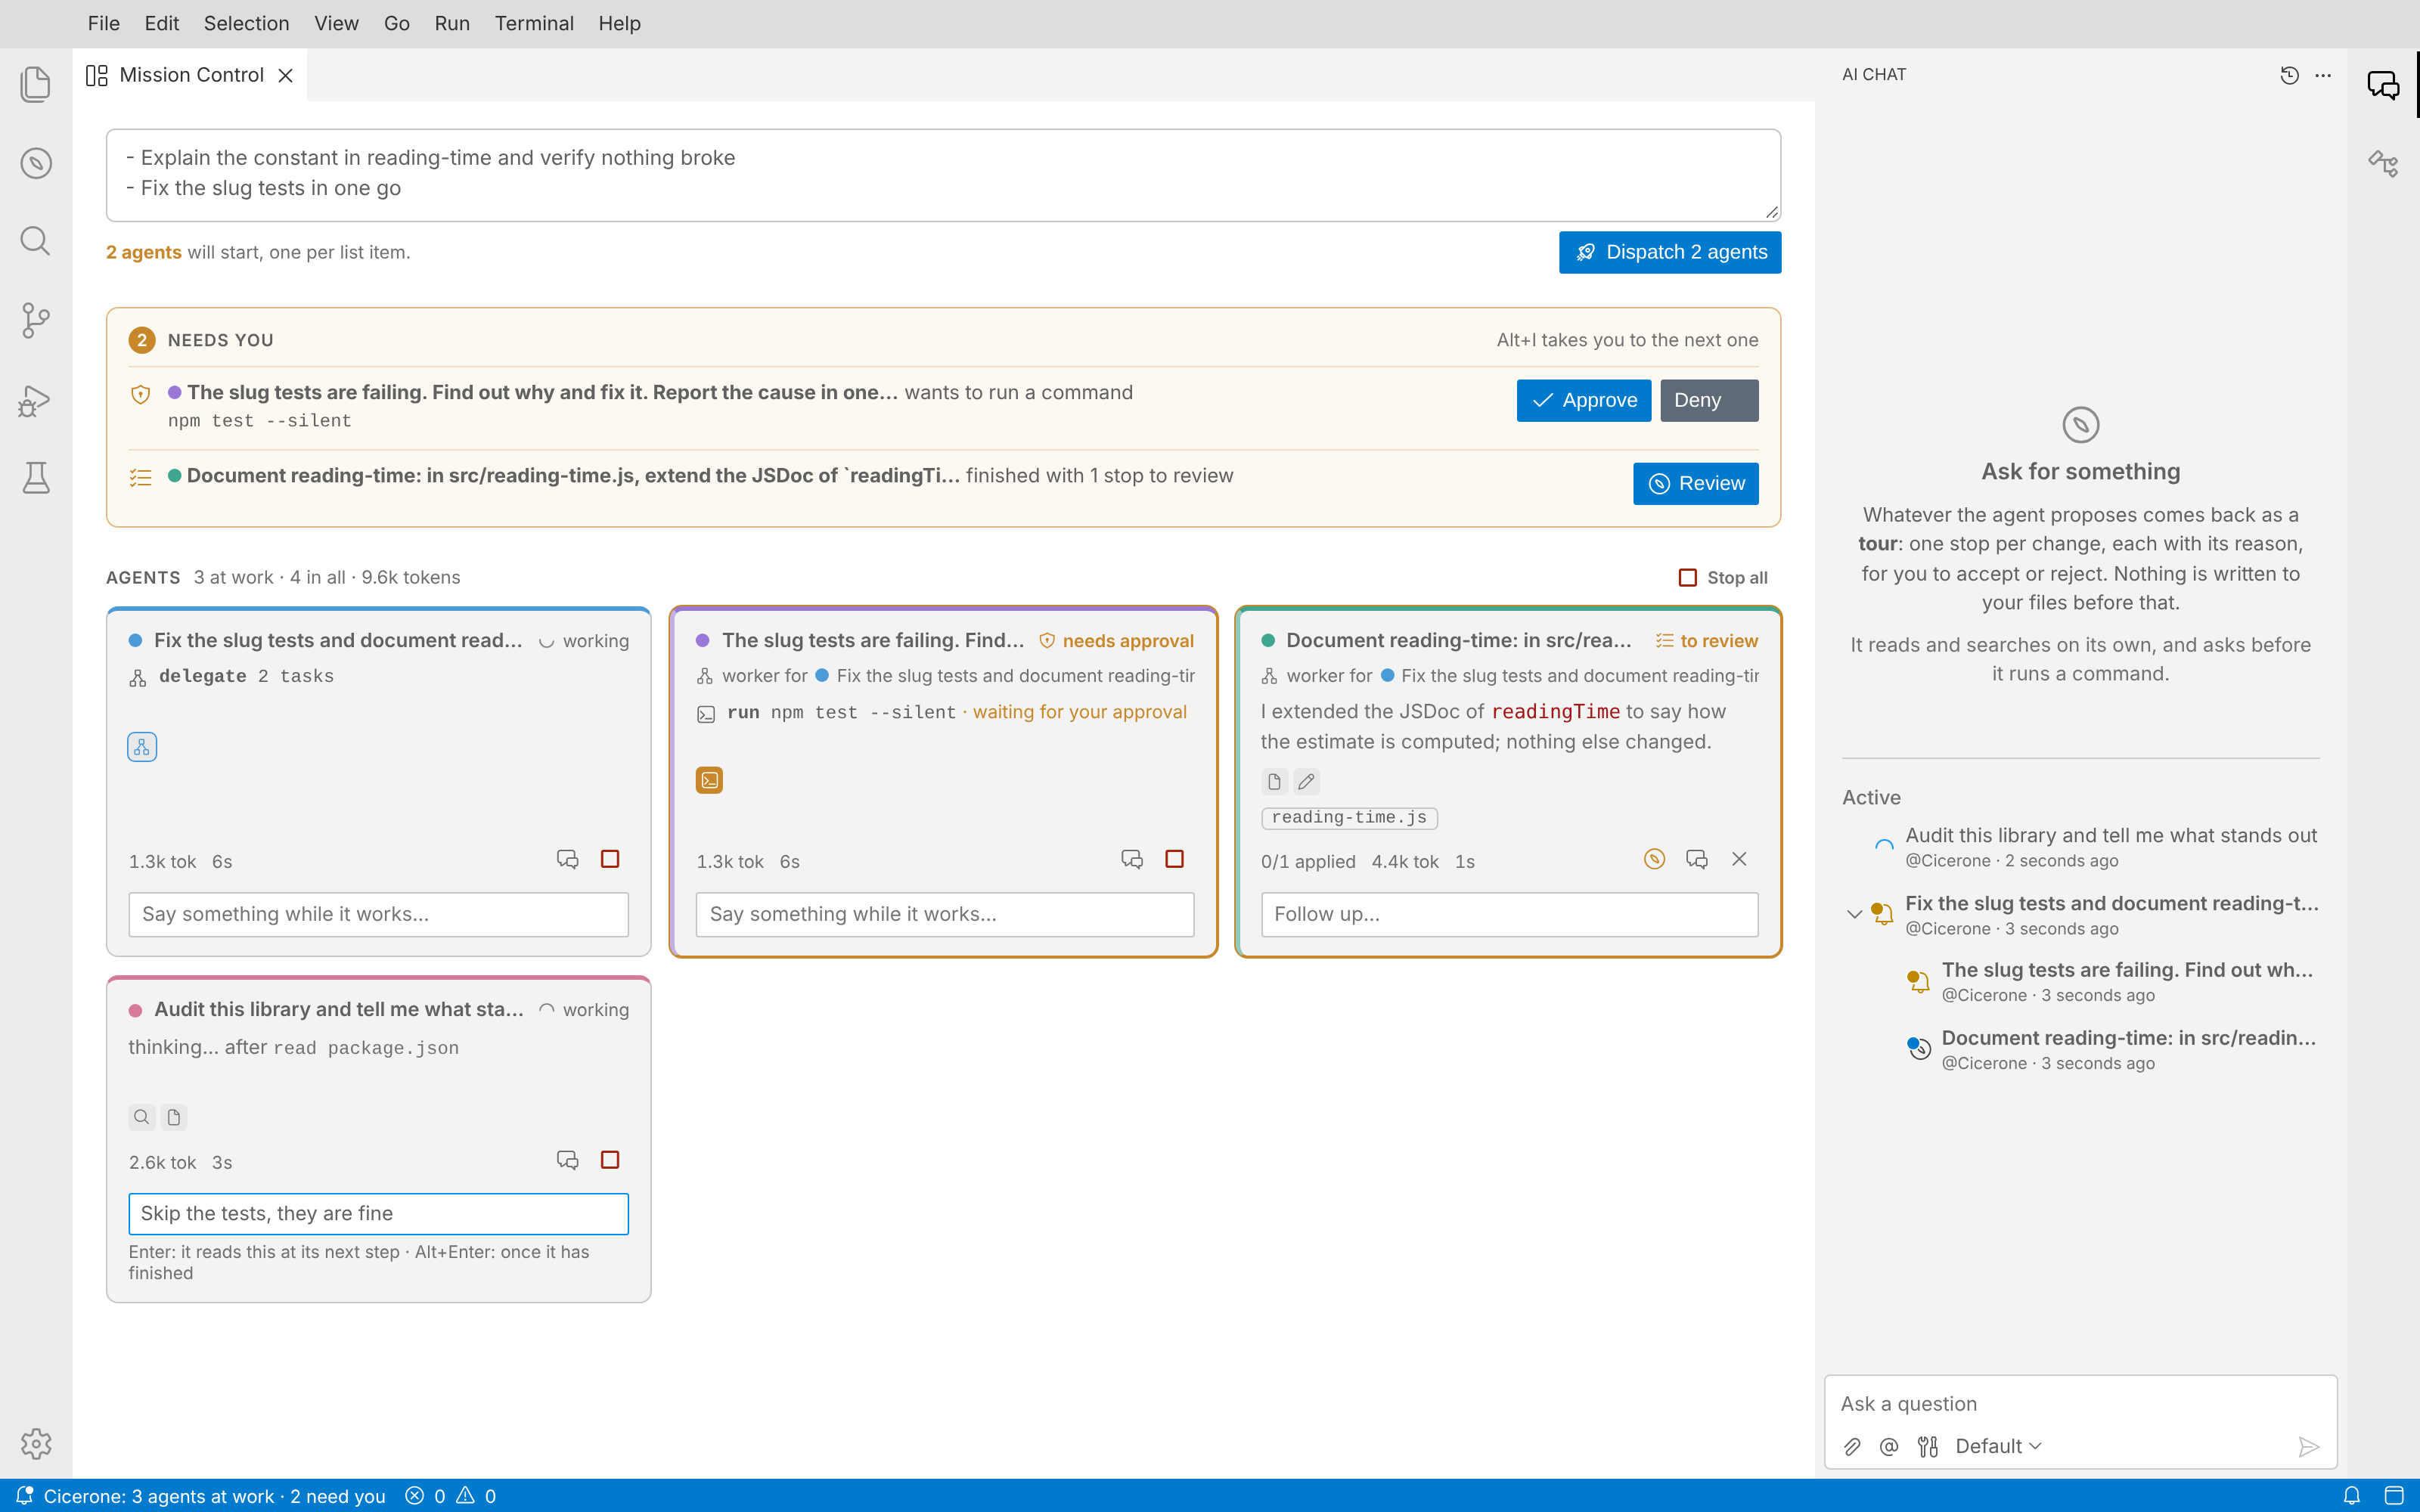 File Edit Selection View Go Run Terminal Help
Mission Control
- Explain the constant in reading-time and verify nothing broke
- Fix the slug tests in one go
2 agents will start, one per list item.
Dispatch 2 agents
2 NEEDS YOU
Alt+I takes you to the next one
The slug tests are failing. Find out why and fix it. Report the cause in one... wants to run a command
npm test --silent
Approve
Deny
Document reading-time: in src/reading-time.js, extend the JSDoc of `readingTi... finished with 1 stop to review
Review
AGENTS 3 at work · 4 in all · 9.6k tokens
Stop all
Fix the slug tests and document read... working
delegate 2 tasks
1.3k tok 6s
Say something while it works...
The slug tests are failing. Find... needs approval
worker for Fix the slug tests and document reading-tir
run npm test --silent · waiting for your approval
1.3k tok 6s
Say something while it works...
Document reading-time: in src/rea... to review
worker for Fix the slug tests and document reading-tir
I extended the JSDoc of readingTime to say how
the estimate is computed; nothing else changed.
reading-time.js
0/1 applied 4.4k tok 1s
Follow up...
Audit this library and tell me what sta... working
thinking... after read package.json
2.6k tok 3s
Skip the tests, they are fine
Enter: it reads this at its next step · Alt+Enter: once it has
finished
AI CHAT
Ask for something
Whatever the agent proposes comes back as a
tour: one stop per change, each with its reason,
for you to accept or reject. Nothing is written to
your files before that.
It reads and searches on its own, and asks before
it runs a command.
Active
Audit this library and tell me what stands out
@Cicerone · 2 seconds ago
Fix the slug tests and document reading-t...
@Cicerone · 3 seconds ago
The slug tests are failing. Find out wh...
@Cicerone · 3 seconds ago
Document reading-time: in src/readin...
@Cicerone · 3 seconds ago
Ask a question
Default
Cicerone: 3 agents at work · 2 need you 0 0